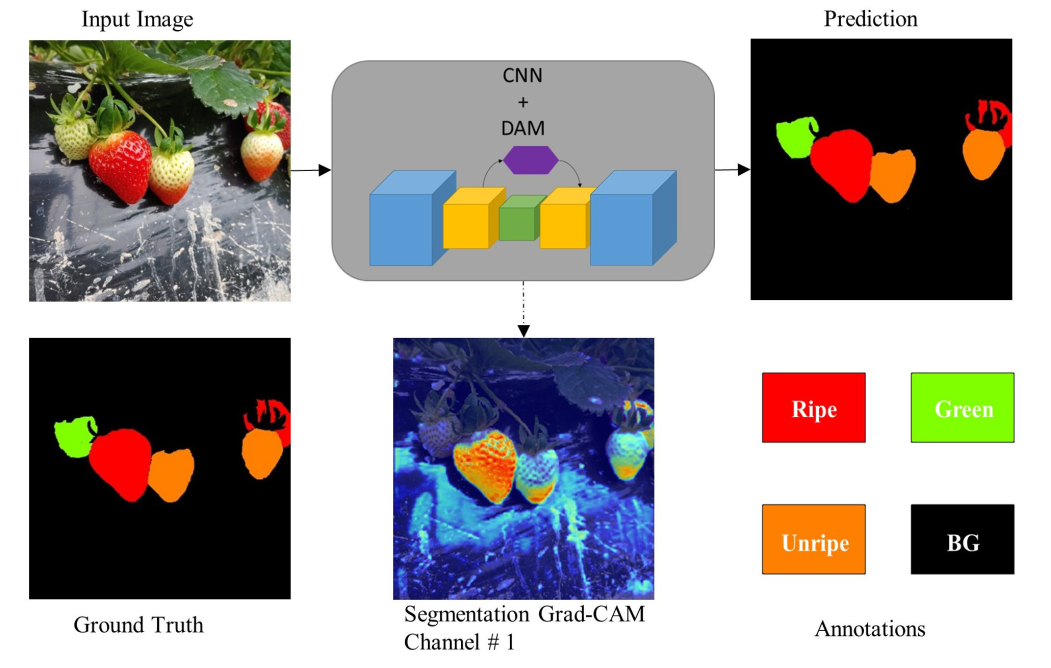 Input Image
Prediction
CNN
+
DAM
Ripe
Green
Unripe
BG
Ground Truth
Segmentation Grad-CAM
Channel # 1
Annotations